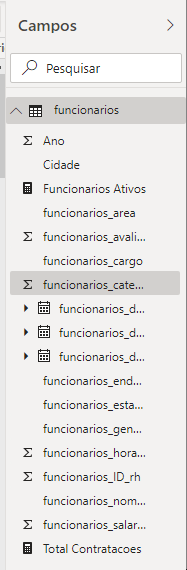 Campos
Pesquisar
funcionarios
Ano
Cidade
Funcionarios Ativos
funcionarios_area
funcionarios_avali...
funcionarios_cargo
funcionarios_cate...
funcionarios_d...
funcionarios_d...
funcionarios_d...
funcionarios_end...
funcionarios_esta...
funcionarios_gen...
funcionarios_hora...
funcionarios_ID_rh
funcionarios_nom...
funcionarios_salar...
Total Contratacoes